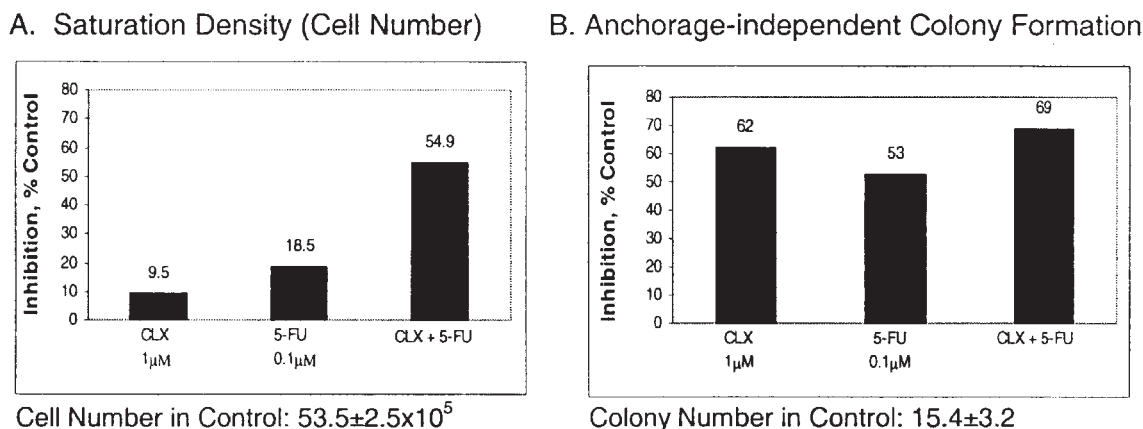 A. Saturation Density (Cell Number)
Inhibition, % Control
80
70
60
50
40
30
20
10
0
9.5
18.5
54.9
CLX
1μM
5-FU
0.1μM
CLX + 5-FU
Cell Number in Control: 53.5±2.5x10⁵
B. Anchorage-independent Colony Formation
Inhibition, % Control
80
70
60
50
40
30
20
10
0
62
53
69
CLX
1μM
5-FU
0.1μM
CLX + 5-FU
Colony Number in Control: 15.4±3.2